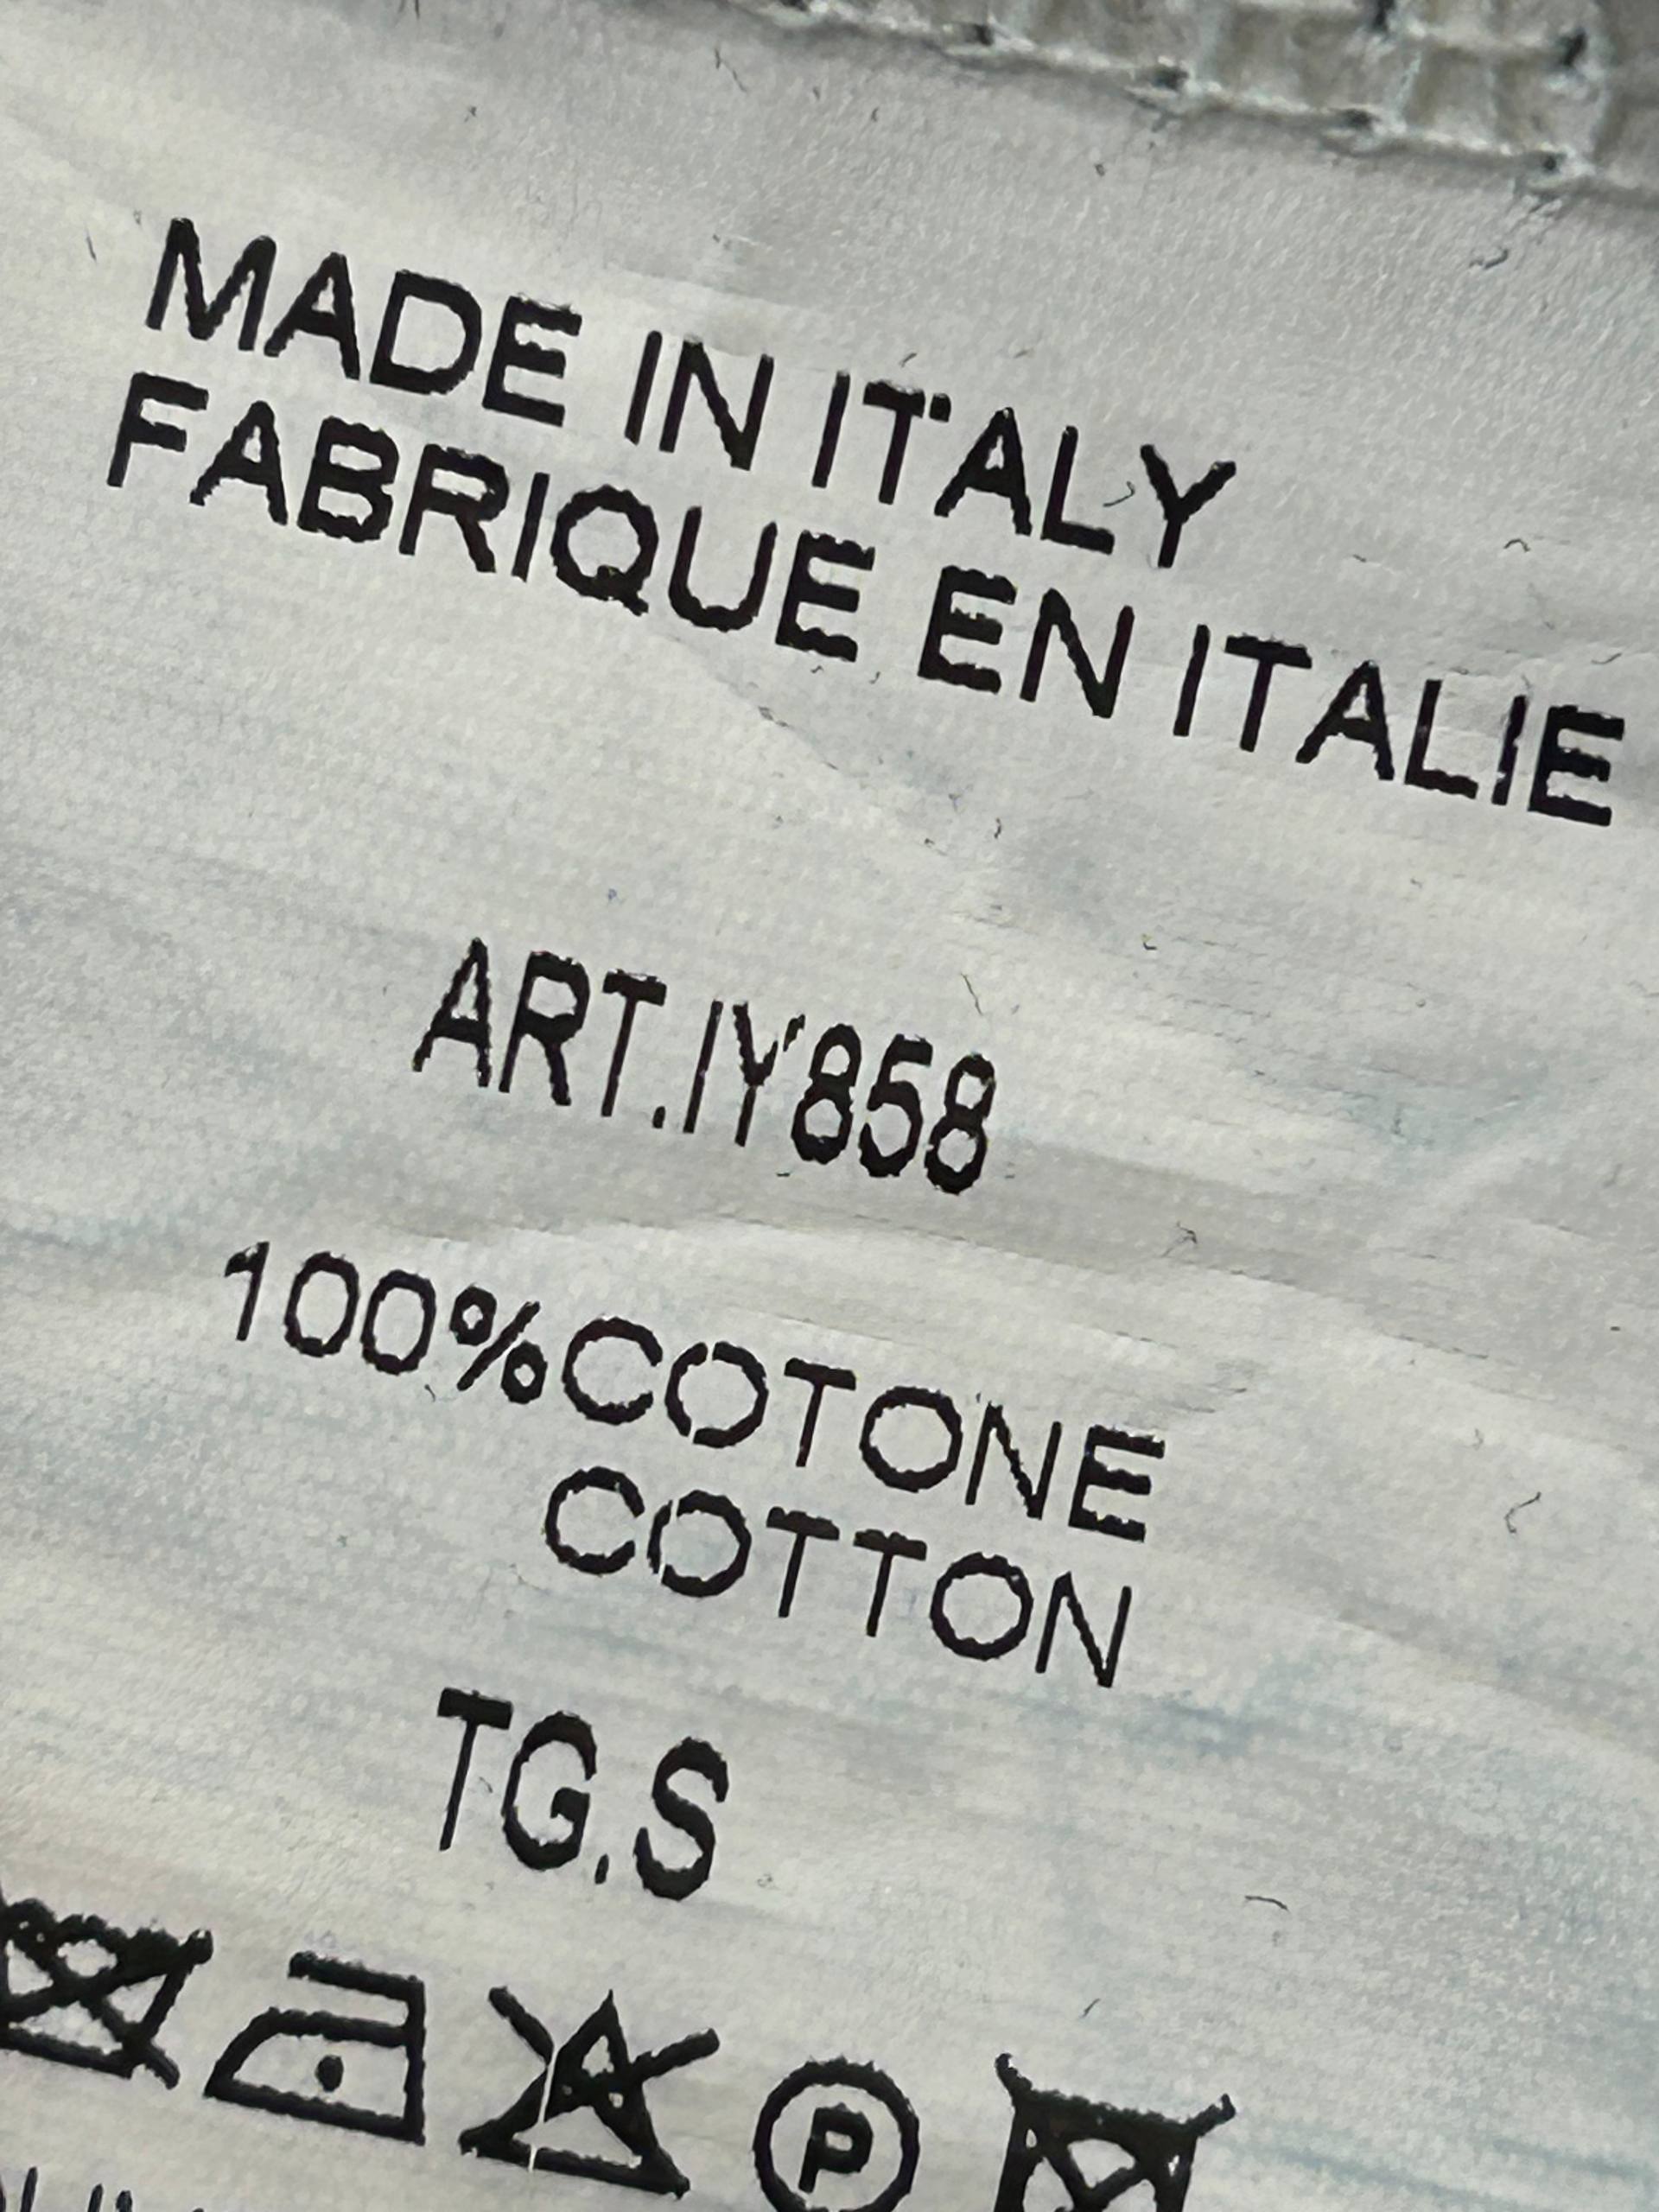 MADE IN ITALY
FABRIQUE EN ITALIE
ART.IY858
100%COTONE
COTTON
TG.S
P